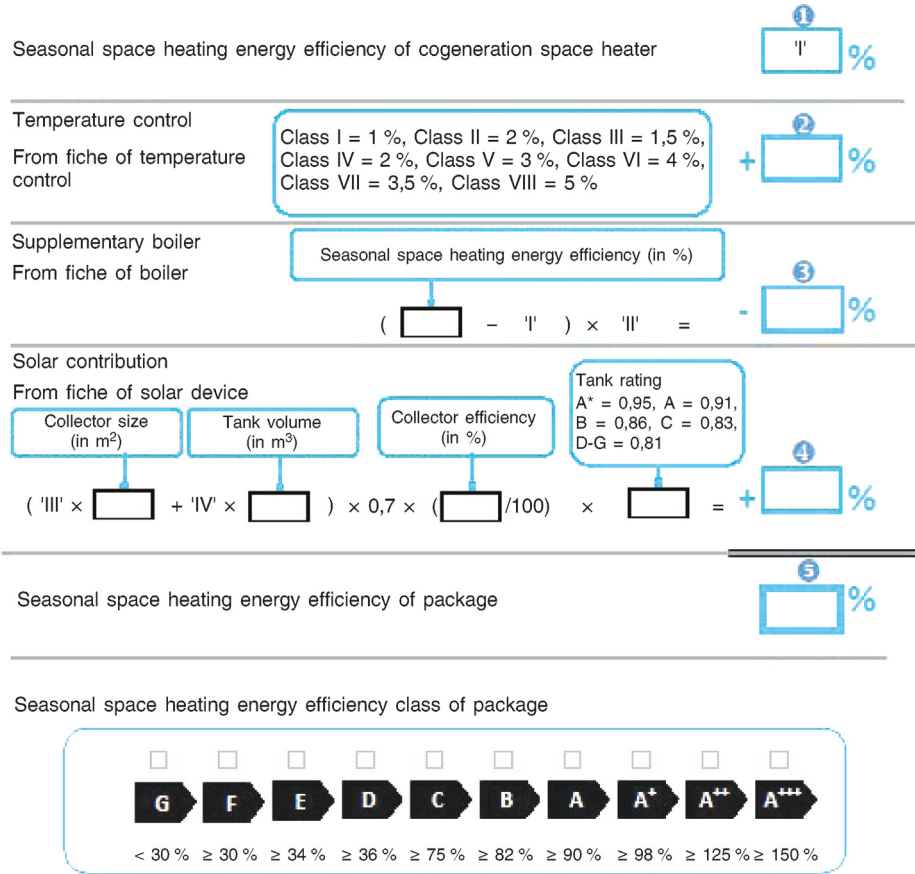 ❶
Seasonal space heating energy efficiency of cogeneration space heater
'I' %
Temperature control
From fiche of temperature
control
Class I = 1 %, Class II = 2 %, Class III = 1,5 %,
Class IV = 2 %, Class V = 3 %, Class VI = 4 %,
Class VII = 3,5 %, Class VIII = 5 %
❷
+ %
Supplementary boiler
From fiche of boiler
Seasonal space heating energy efficiency (in %)
❸
( − 'I' ) × 'II' = - %
Solar contribution
From fiche of solar device
Collector size
(in m²)
Tank volume
(in m³)
Collector efficiency
(in %)
Tank rating
A* = 0,95, A = 0,91,
B = 0,86, C = 0,83,
D-G = 0,81
❹
( 'III' × + 'IV' × ) × 0,7 × ( /100) × = + %
❺
Seasonal space heating energy efficiency of package %
Seasonal space heating energy efficiency class of package
G F E D C B A A⁺ A⁺⁺ A⁺⁺⁺
< 30 % ≥ 30 % ≥ 34 % ≥ 36 % ≥ 75 % ≥ 82 % ≥ 90 % ≥ 98 % ≥ 125 % ≥ 150 %